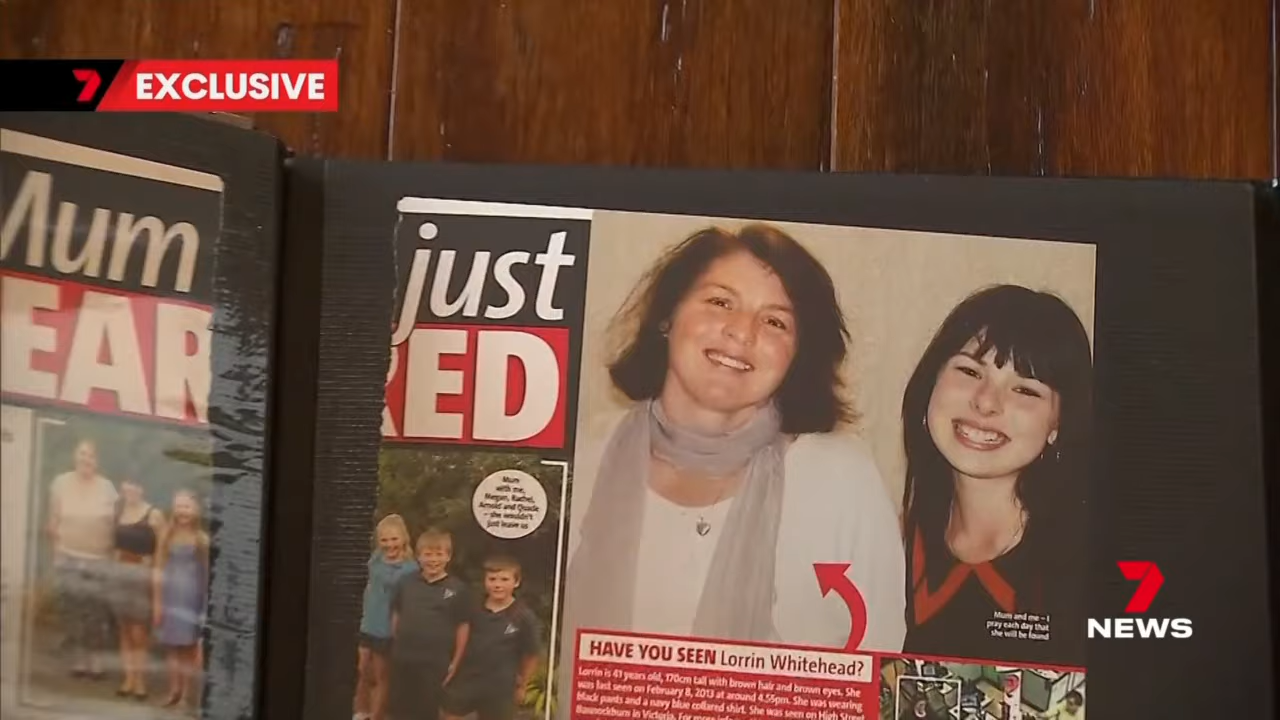 7 EXCLUSIVE
Mum
EAR
just
RED
Mum
with me,
Megan, Rachel,
Arnold and Quade
– she wouldn't
just leave us
Mum and me – I
pray each day that
she will be found
7
NEWS
HAVE YOU SEEN Lorrin Whitehead?
Lorrin is 41 years old, 170cm tall with brown hair and brown eyes. She
was last seen on February 8, 2013 at around 4.55pm. She was wearing
black pants and a navy blue collared shirt. She was seen on High Street
Bannockburn in Victoria. For more